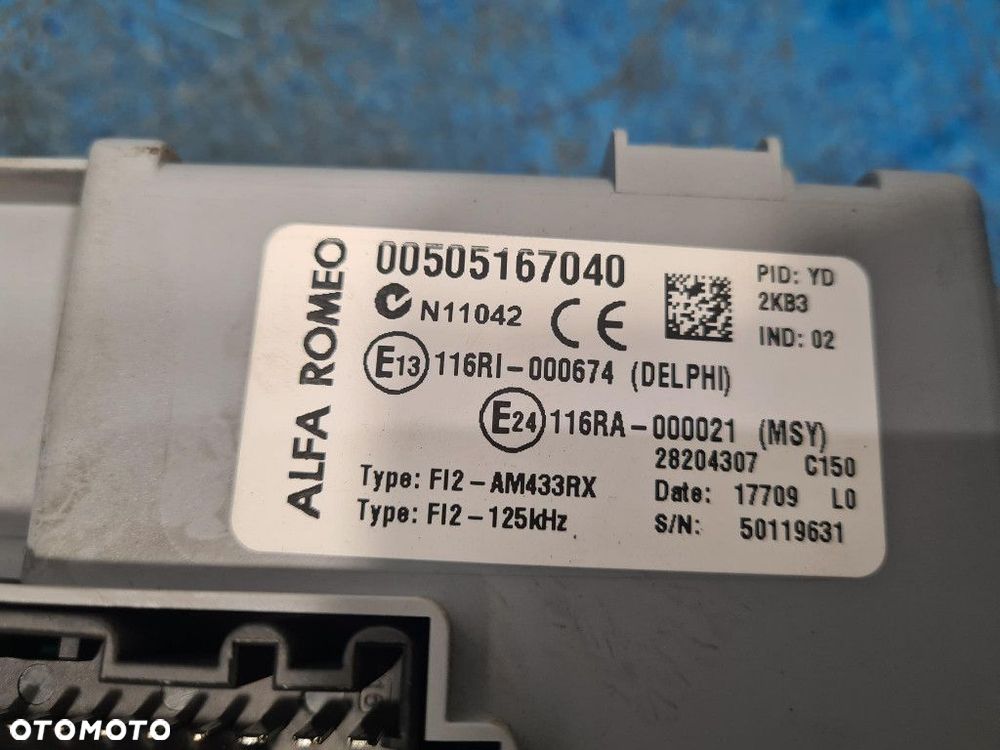 ALFA ROMEO
00505167040
N11042 CE
E13 116RI-000674 (DELPHI)
E24 116RA-000021 (MSY)
PID: YD
2KB3
IND: 02
28204307 C150
Type: FI2-AM433RX
Date: 17709 L0
Type: FI2-125kHz
S/N: 50119631
OTOMOTO